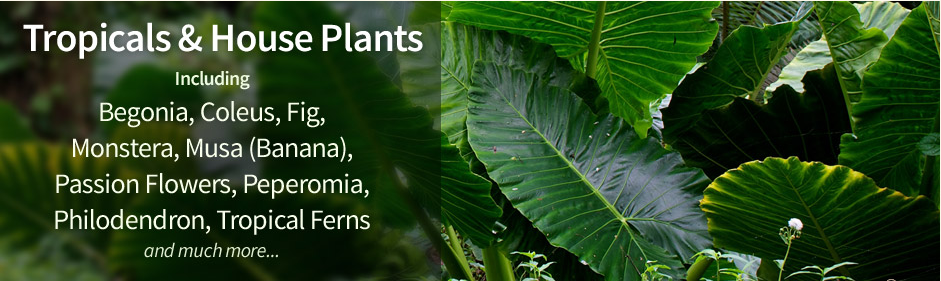 Tropicals & House Plants
Including
Begonia, Coleus, Fig,
Monstera, Musa (Banana),
Passion Flowers, Peperomia,
Philodendron, Tropical Ferns
and much more...